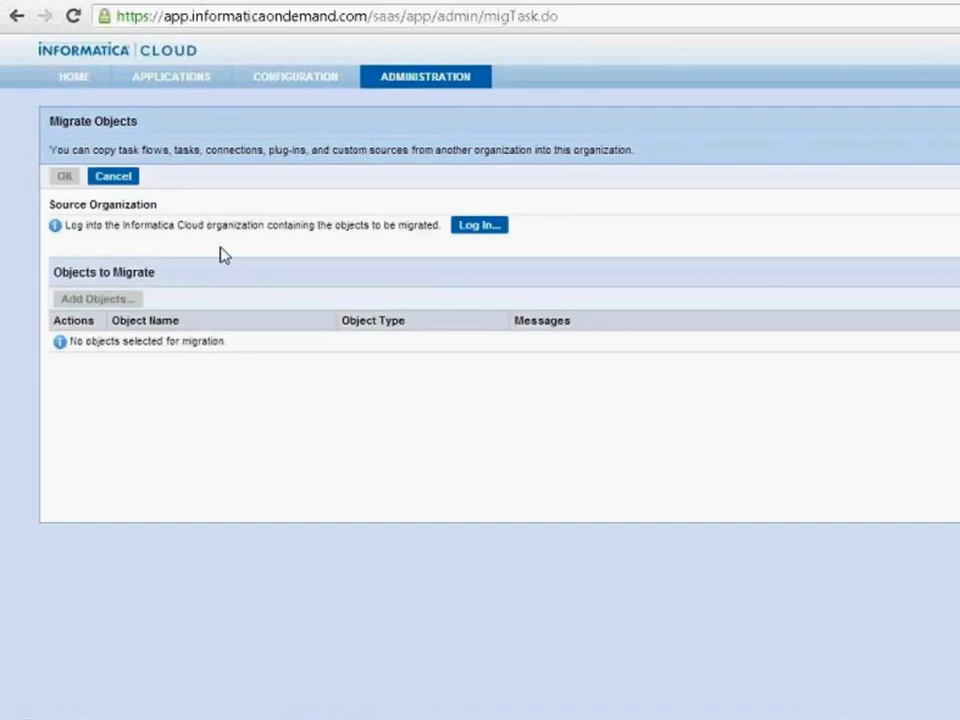 https://app.informaticaondemand.com/saas/app/admin/migTask.do
INFORMATICA CLOUD
HOME APPLICATIONS CONFIGURATION ADMINISTRATION
Migrate Objects
You can copy task flows, tasks, connections, plug-ins, and custom sources from another organization into this organization.
OK Cancel
Source Organization
Log into the Informatica Cloud organization containing the objects to be migrated. Log In...
Objects to Migrate
Add Objects...
Actions Object Name Object Type Messages
No objects selected for migration